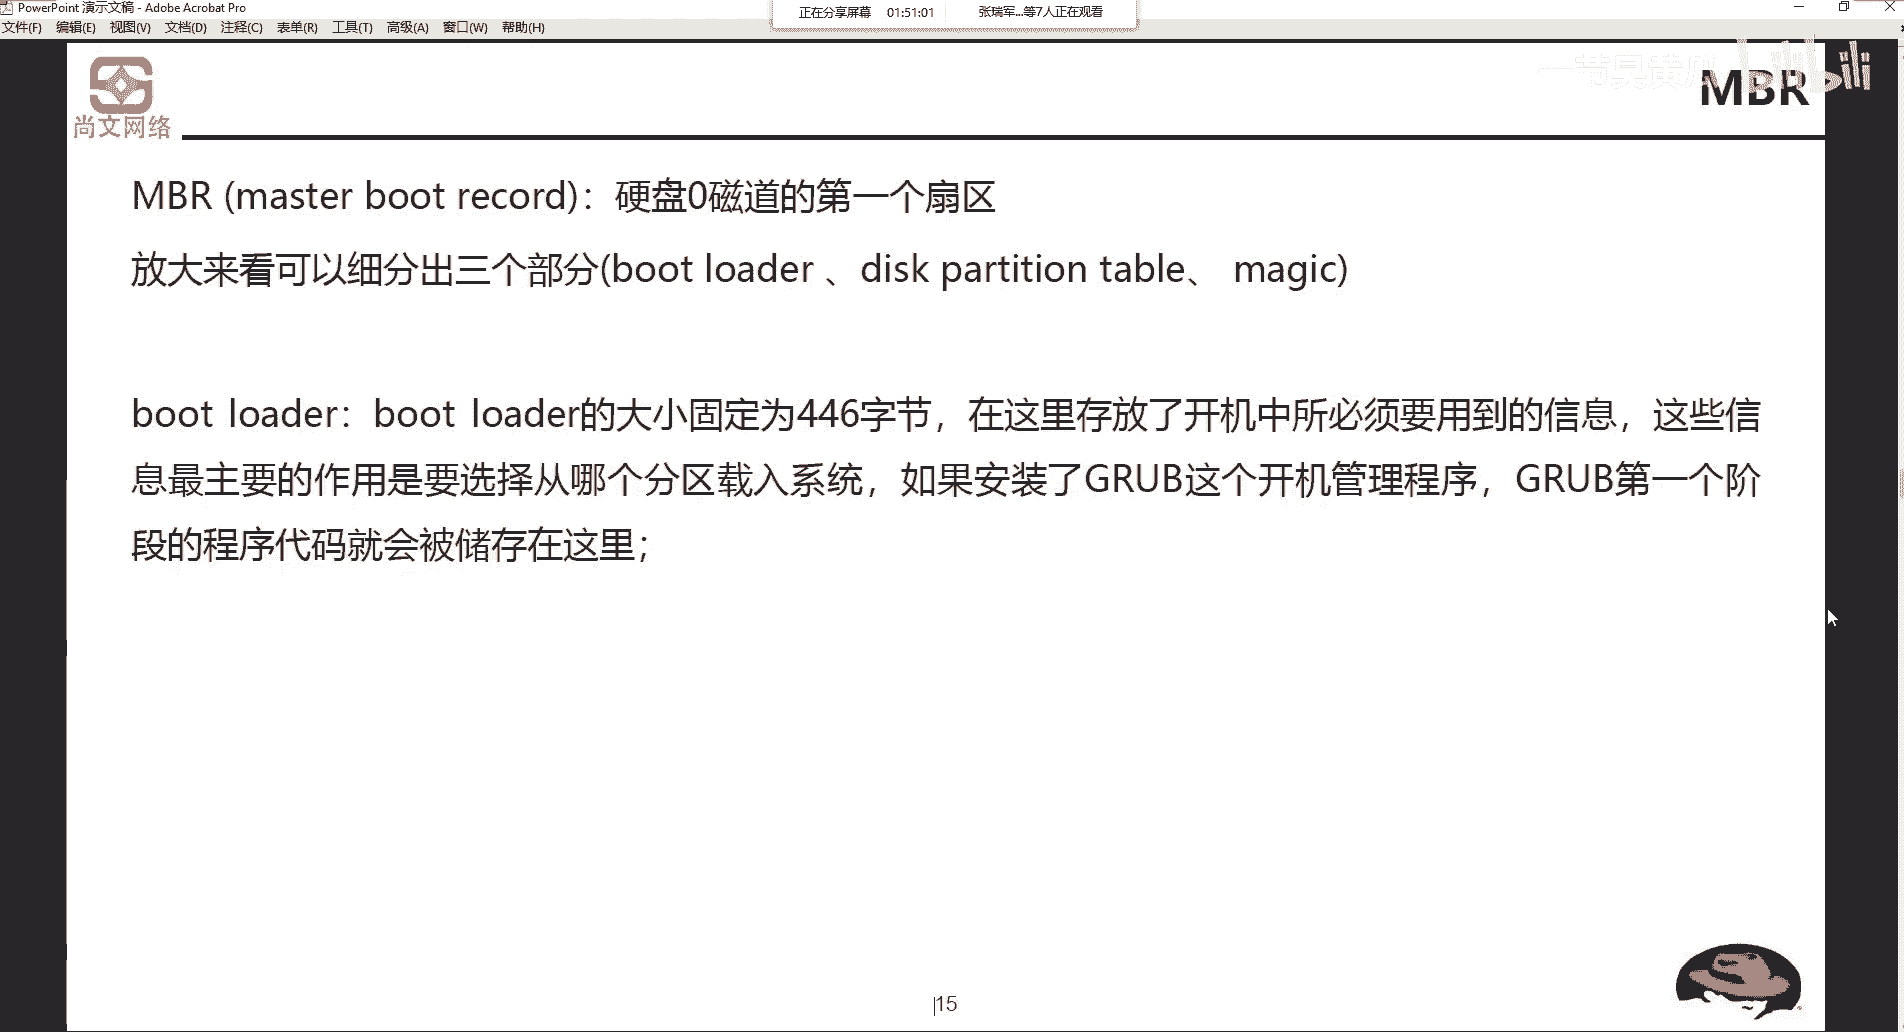 PowerPoint 演示文稿 - Adobe Acrobat Pro
正在分享屏幕 01:51:01 张瑞军...等7人正在观看
文件(F) 编辑(E) 视图(V) 文档(D) 注释(C) 表单(R) 工具(T) 高级(A) 窗口(W) 帮助(H)
bilibili
MBR
尚文网络
MBR (master boot record)：硬盘0磁道的第一个扇区
放大来看可以细分出三个部分(boot loader 、disk partition table、 magic)
boot loader：boot loader的大小固定为446字节，在这里存放了开机中所必须要用到的信息，这些信
息最主要的作用是要选择从哪个分区载入系统，如果安装了GRUB这个开机管理程序，GRUB第一个阶
段的程序代码就会被储存在这里；
15